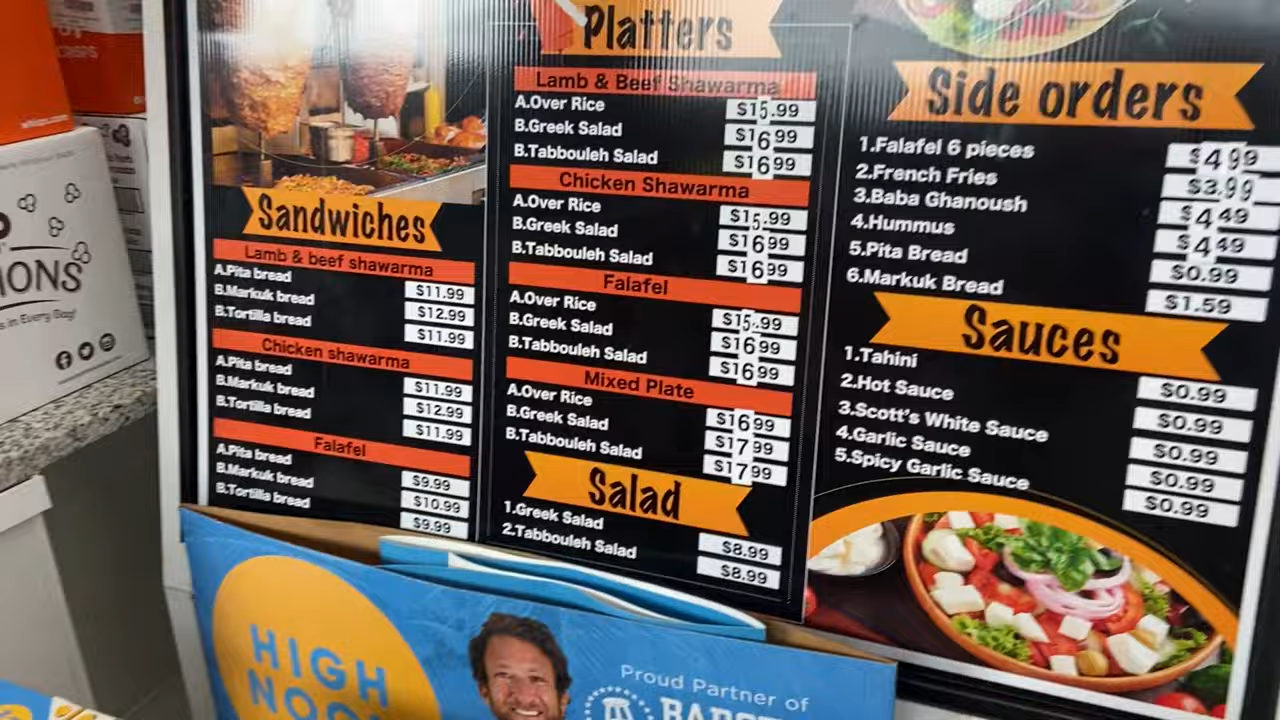 Sandwiches
Lamb & beef shawarma
A.Pita bread $11.99
B.Markuk bread $12.99
B.Tortilla bread $11.99
Chicken shawarma
A.Pita bread $11.99
B.Markuk bread $12.99
B.Tortilla bread $11.99
Falafel
A.Pita bread $9.99
B.Markuk bread $10.99
B.Tortilla bread $9.99
Platters
Lamb & Beef Shawarma
A.Over Rice $15.99
B.Greek Salad $16.99
B.Tabbouleh Salad $16.99
Chicken Shawarma
A.Over Rice $15.99
B.Greek Salad $16.99
B.Tabbouleh Salad $16.99
Falafel
A.Over Rice $15.99
B.Greek Salad $16.99
B.Tabbouleh Salad $16.99
Mixed Plate
A.Over Rice $16.99
B.Greek Salad $17.99
B.Tabbouleh Salad $17.99
Salad
1.Greek Salad $8.99
2.Tabbouleh Salad $8.99
Side orders
1.Falafel 6 pieces $4.99
2.French Fries $3.99
3.Baba Ghanoush $4.49
4.Hummus $4.49
5.Pita Bread $0.99
6.Markuk Bread $1.59
Sauces
1.Tahini $0.99
2.Hot Sauce $0.99
3.Scott's White Sauce $0.99
4.Garlic Sauce $0.99
5.Spicy Garlic Sauce $0.99
IONS
s in Every Bag!
HIGH
NOO
Proud Partner of